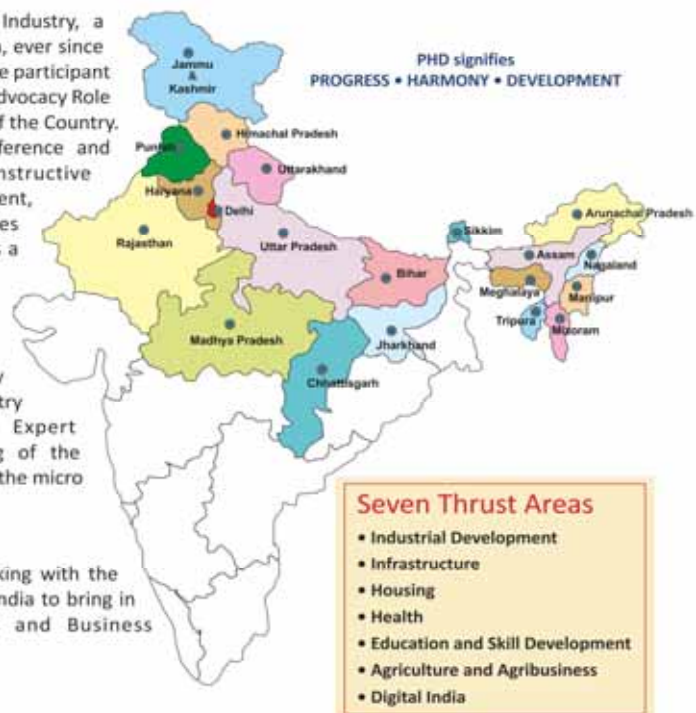 Industry, a
, ever since
e participant
dvocacy Role
f the Country.
ference and
nstructive
ent,
es
s a
y
try
Expert
g of the
the micro
king with the
ndia to bring in
and Business
PHD signifies
PROGRESS • HARMONY • DEVELOPMENT
Jammu
&
Kashmir
Himachal Pradesh
Punjab
Uttarakhand
Haryana
Delhi
Rajasthan
Uttar Pradesh
Bihar
Sikkim
Arunachal Pradesh
Assam
Nagaland
Meghalaya
Manipur
Tripura
Mizoram
Madhya Pradesh
Jharkhand
Chhattisgarh
Seven Thrust Areas
• Industrial Development
• Infrastructure
• Housing
• Health
• Education and Skill Development
• Agriculture and Agribusiness
• Digital India